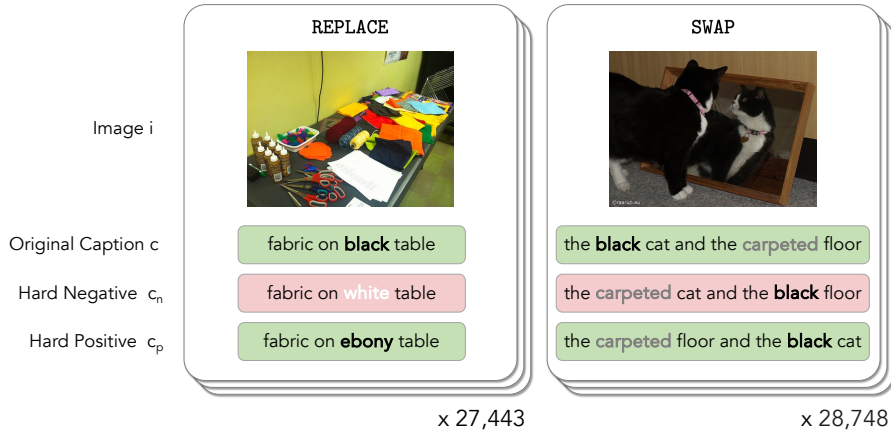 REPLACE
SWAP
Image i
Original Caption c
fabric on black table
the black cat and the carpeted floor
Hard Negative cₙ
fabric on white table
the carpeted cat and the black floor
Hard Positive cₚ
fabric on ebony table
the carpeted floor and the black cat
x 27,443
x 28,748